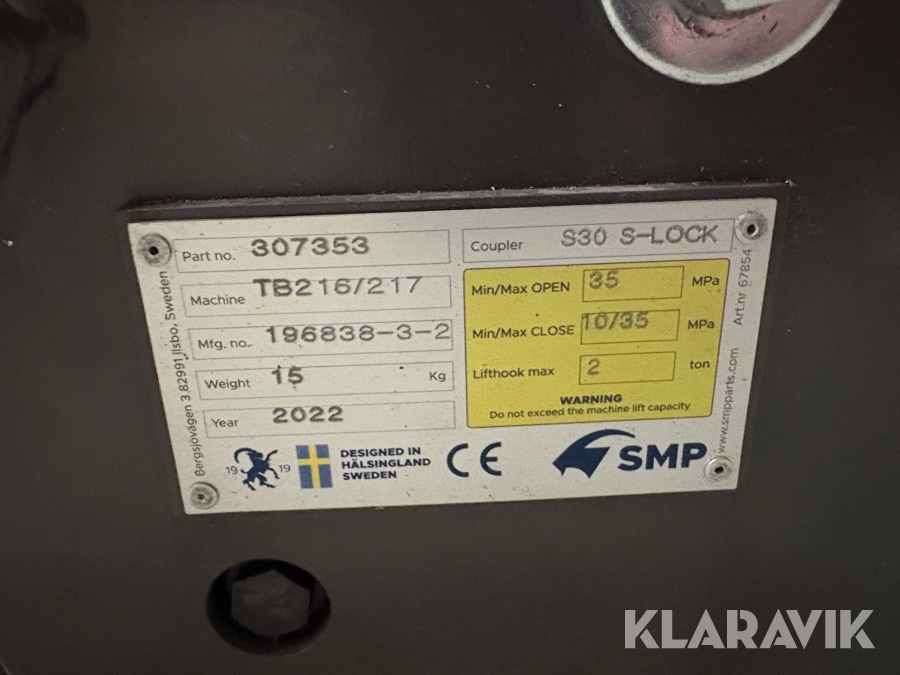 Part no. 307353
Machine TB216/217
Mfg. no. 196838-3-2
Weight 15 Kg
Year 2022
Coupler S30 S-LOCK
Min/Max OPEN 35 MPa
Min/Max CLOSE 10/35 MPa
Lifthook max 2 ton
WARNING
Do not exceed the machine lift capacity
19 19
DESIGNED IN
HÄLSINGLAND
SWEDEN
CE
SMP
Bergsjövägen 3,82991 Ilsbo, Sweden
www.smpparts.com
Art.nr 67854
KLARAVIK